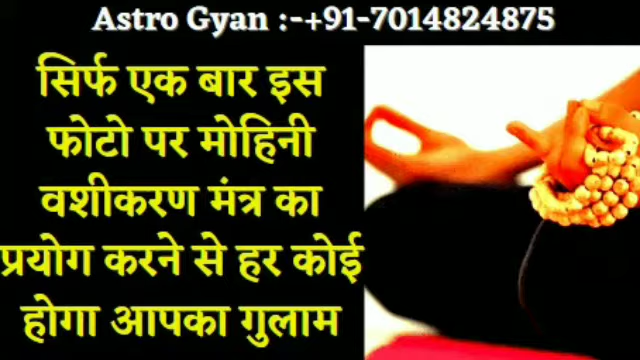 Astro Gyan :-+91-7014824875
सिर्फ एक बार इस
फोटो पर मोहिनी
वशीकरण मंत्र का
प्रयोग करने से हर कोई
होगा आपका गुलाम